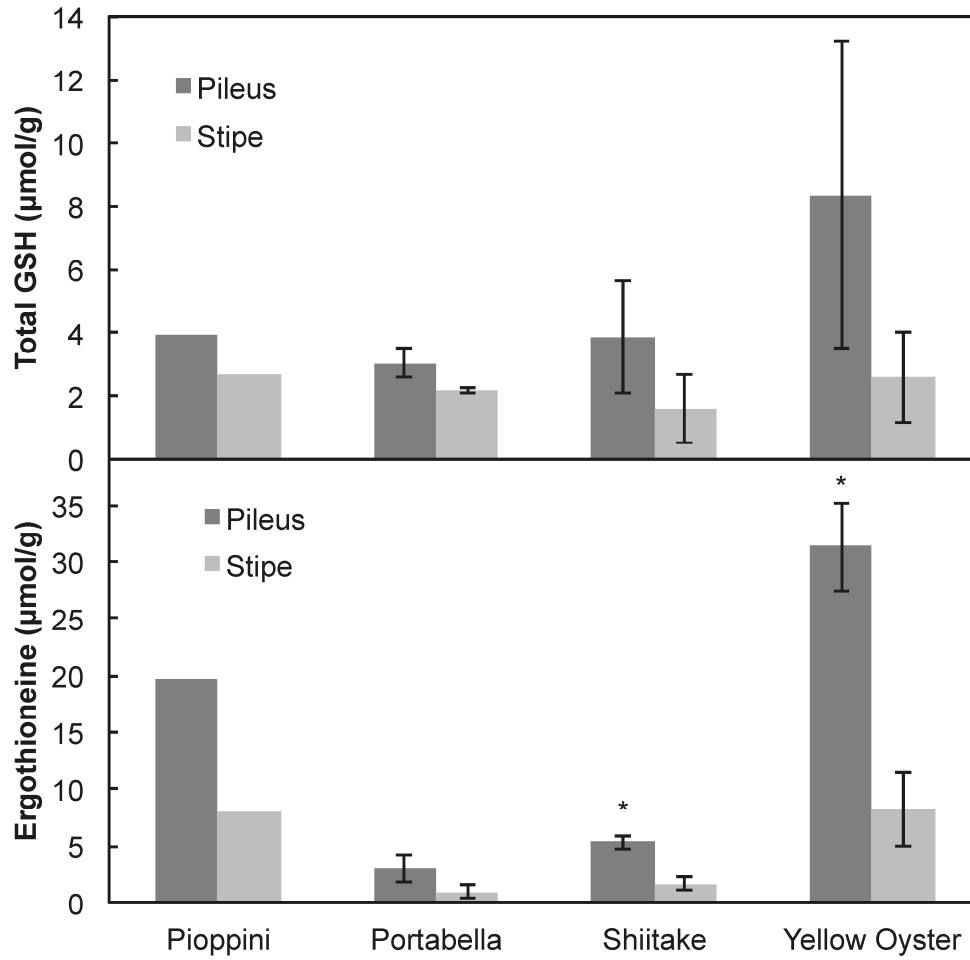 Total GSH (µmol/g)
14
12
10
8
6
4
2
0
Pileus
Stipe
Ergothioneine (µmol/g)
35
30
25
20
15
10
5
0
Pileus
Stipe
*
*
Pioppini Portabella Shiitake Yellow Oyster